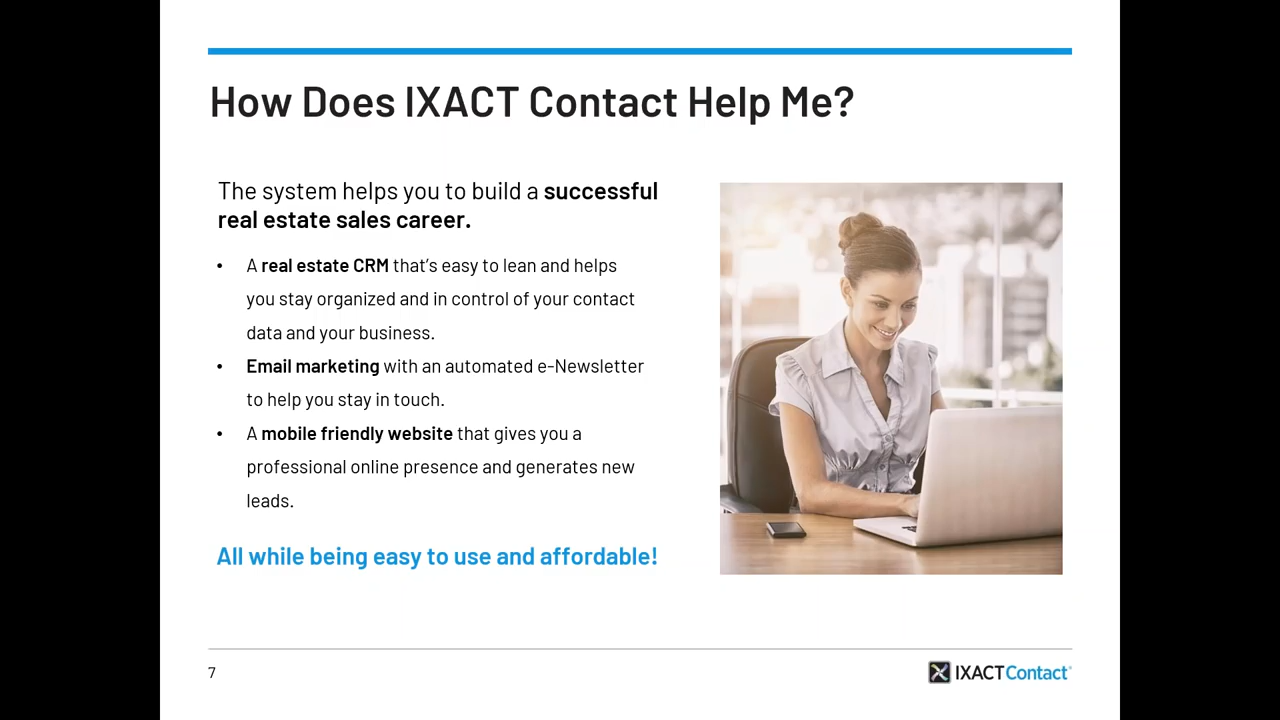 How Does IXACT Contact Help Me?
The system helps you to build a successful
real estate sales career.
• A real estate CRM that's easy to lean and helps
you stay organized and in control of your contact
data and your business.
• Email marketing with an automated e-Newsletter
to help you stay in touch.
• A mobile friendly website that gives you a
professional online presence and generates new
leads.
All while being easy to use and affordable!
7
IXACTContact